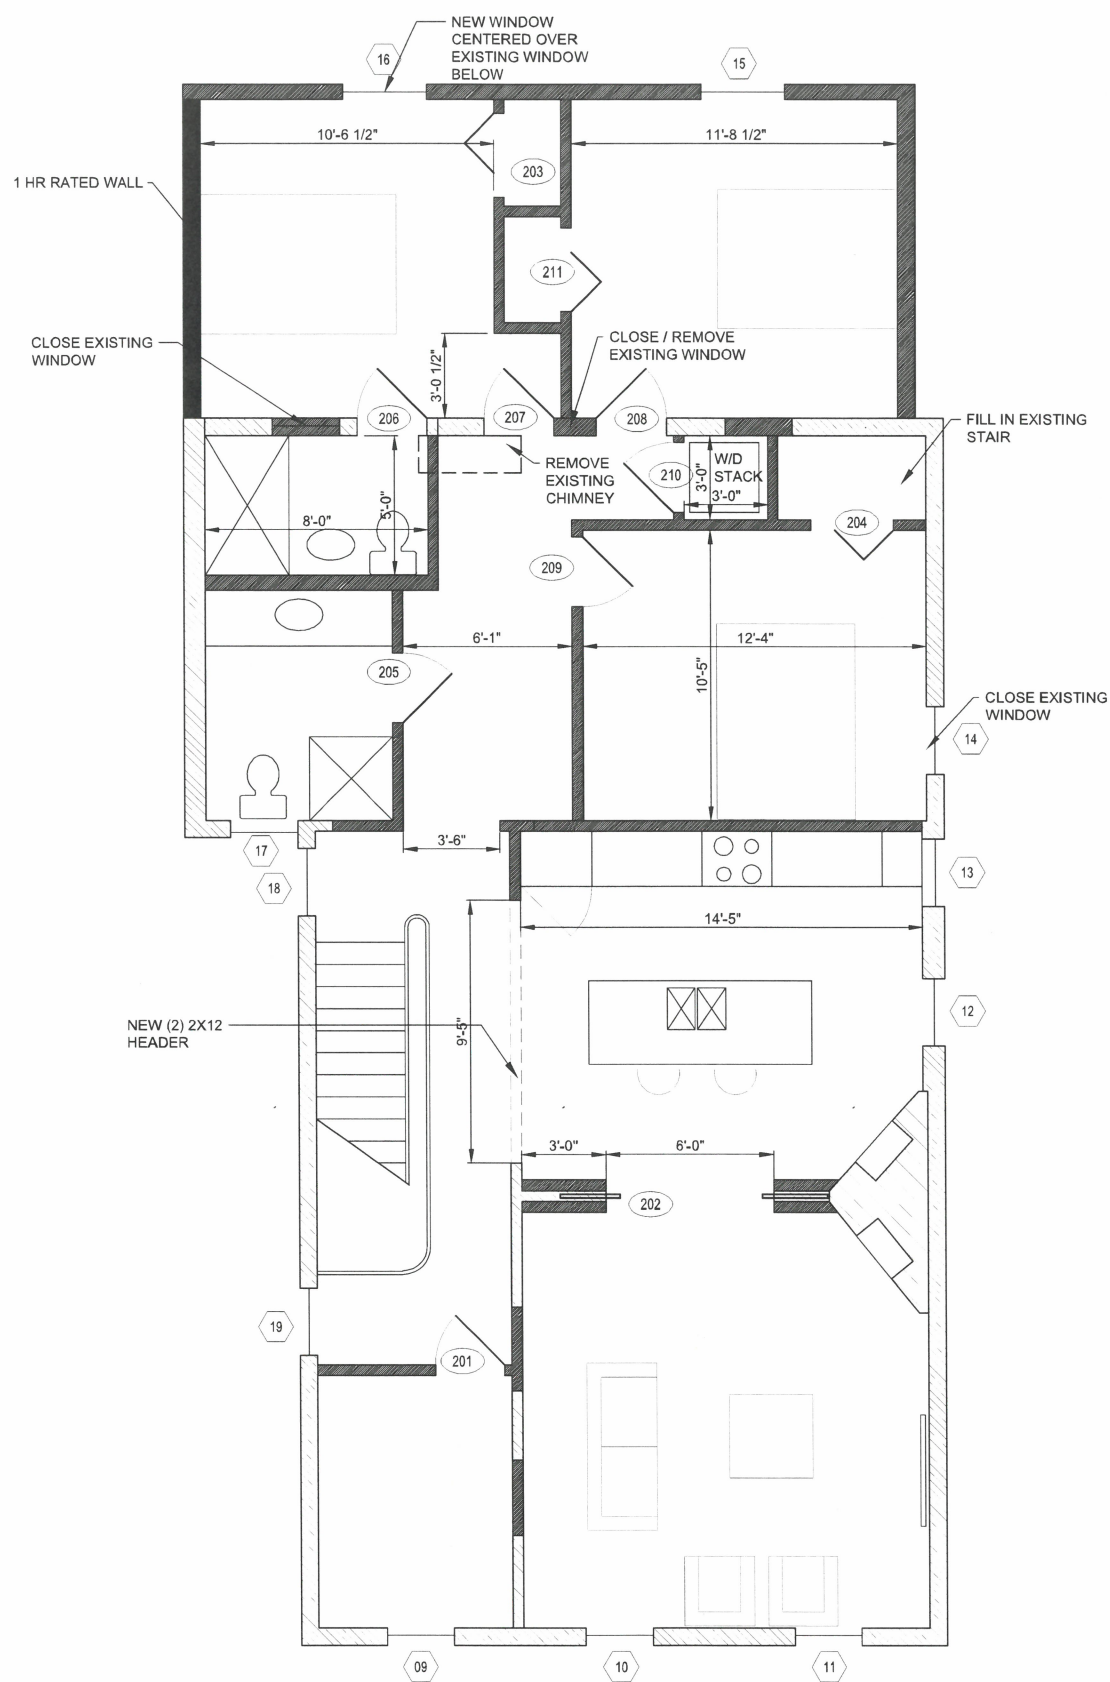 NEW WINDOW
CENTERED OVER
EXISTING WINDOW
BELOW
16
15
10'-6 1/2"
11'-8 1/2"
203
1 HR RATED WALL
211
CLOSE EXISTING
WINDOW
CLOSE / REMOVE
EXISTING WINDOW
3'-0 1/2"
206
207
208
FILL IN EXISTING
STAIR
REMOVE
EXISTING
CHIMNEY
210
W/D
STACK
3'-0"
3'-0"
8'-0"
5'-0"
204
209
6'-1"
12'-4"
205
10'-5"
CLOSE EXISTING
WINDOW
14
17
3'-6"
18
13
14'-5"
12
NEW (2) 2X12
HEADER
9'-5"
3'-0"
6'-0"
202
19
201
09
10
11